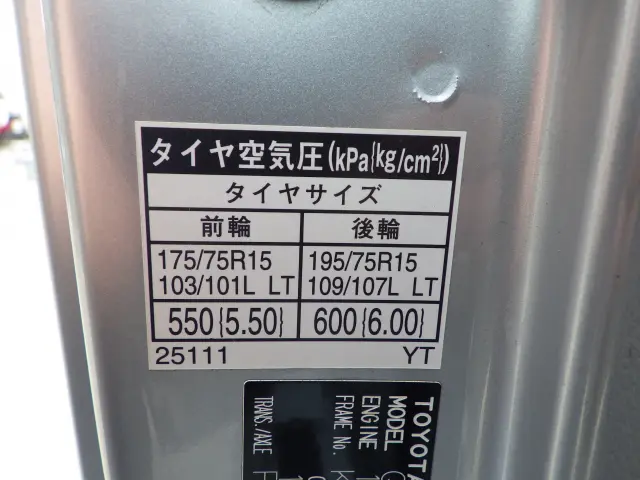 タイヤ空気圧(kPa{kg/cm²})
タイヤサイズ
前輪 後輪
175/75R15 195/75R15
103/101L LT 109/107L LT
550{5.50} 600{6.00}
25111 YT
TOYOTA
MODEL
ENGINE
FRAME No.
TRANS./AXLE